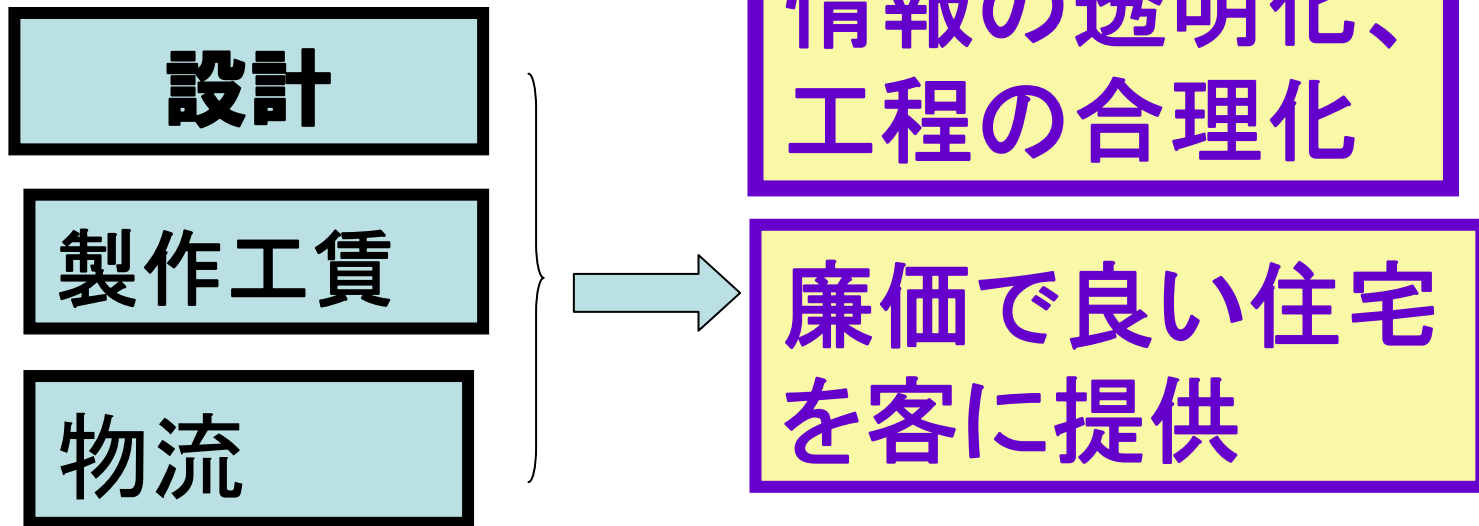 設計
製作工賃
物流
情報の透明化、
工程の合理化
廉価で良い住宅
を客に提供